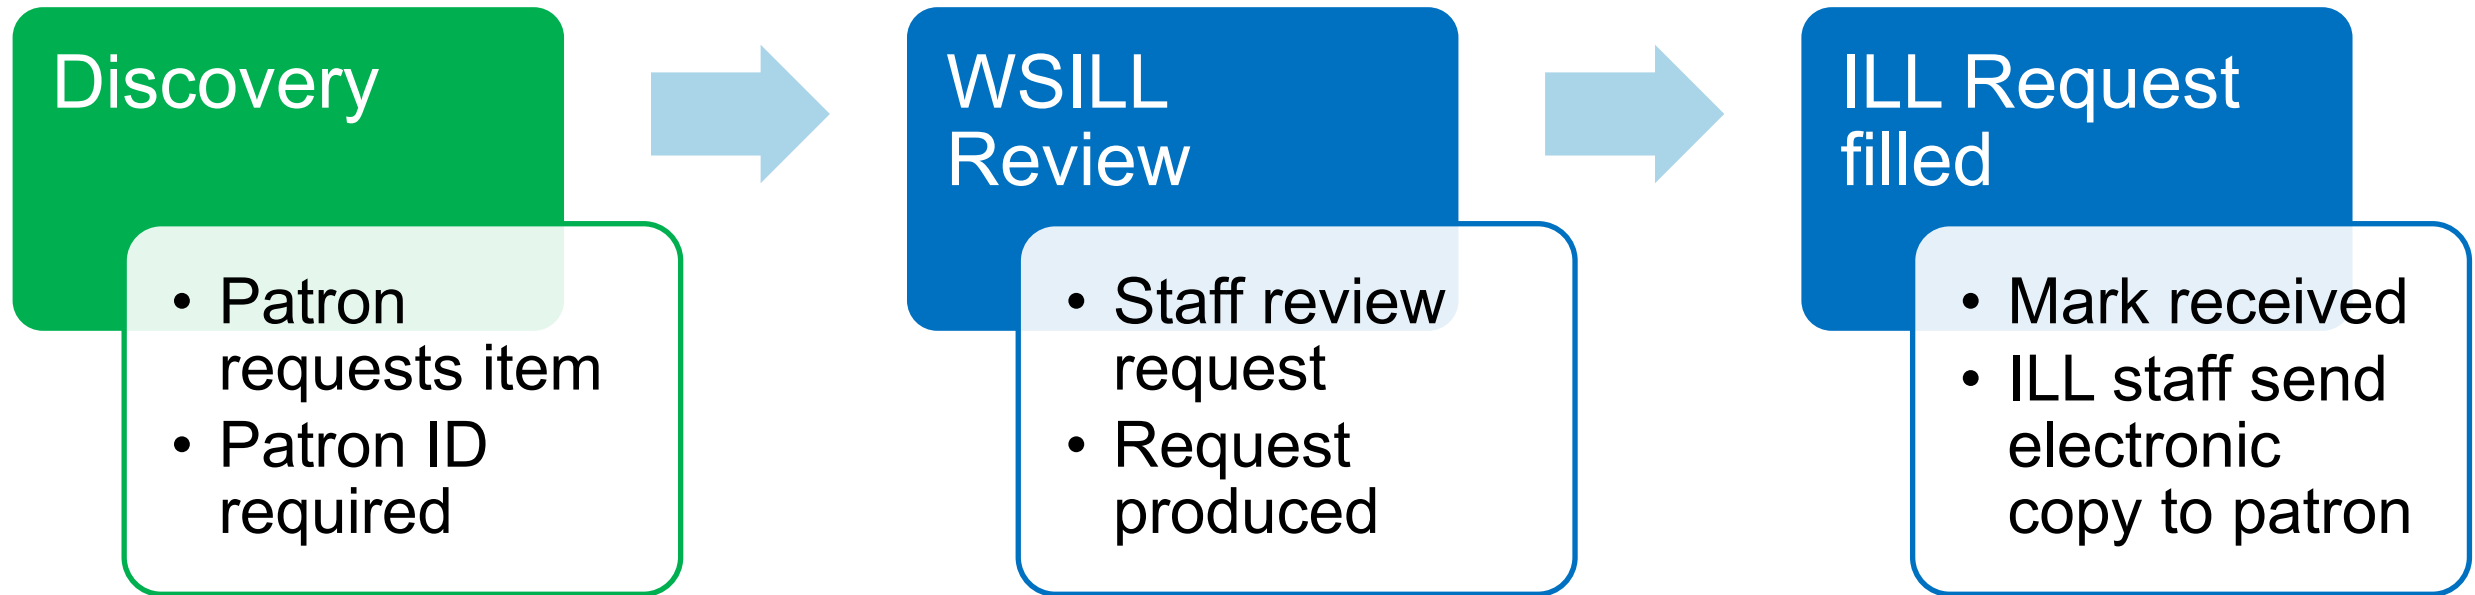 Discovery
• Patron
requests item
• Patron ID
required
WSILL
Review
• Staff review
request
• Request
produced
ILL Request
filled
• Mark received
• ILL staff send
electronic
copy to patron